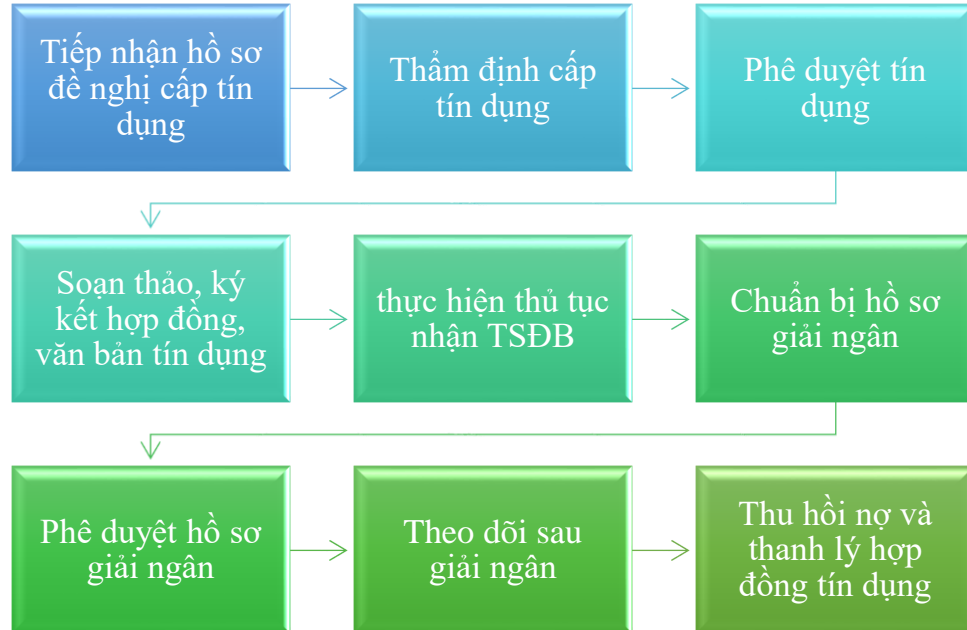 Tiếp nhận hồ sơ
đề nghị cấp tín
dụng
Thẩm định cấp
tín dụng
Phê duyệt tín
dụng
Soạn thảo, ký
kết hợp đồng,
văn bản tín dụng
thực hiện thủ tục
nhận TSĐB
Chuẩn bị hồ sơ
giải ngân
Phê duyệt hồ sơ
giải ngân
Theo dõi sau
giải ngân
Thu hồi nợ và
thanh lý hợp
đồng tín dụng